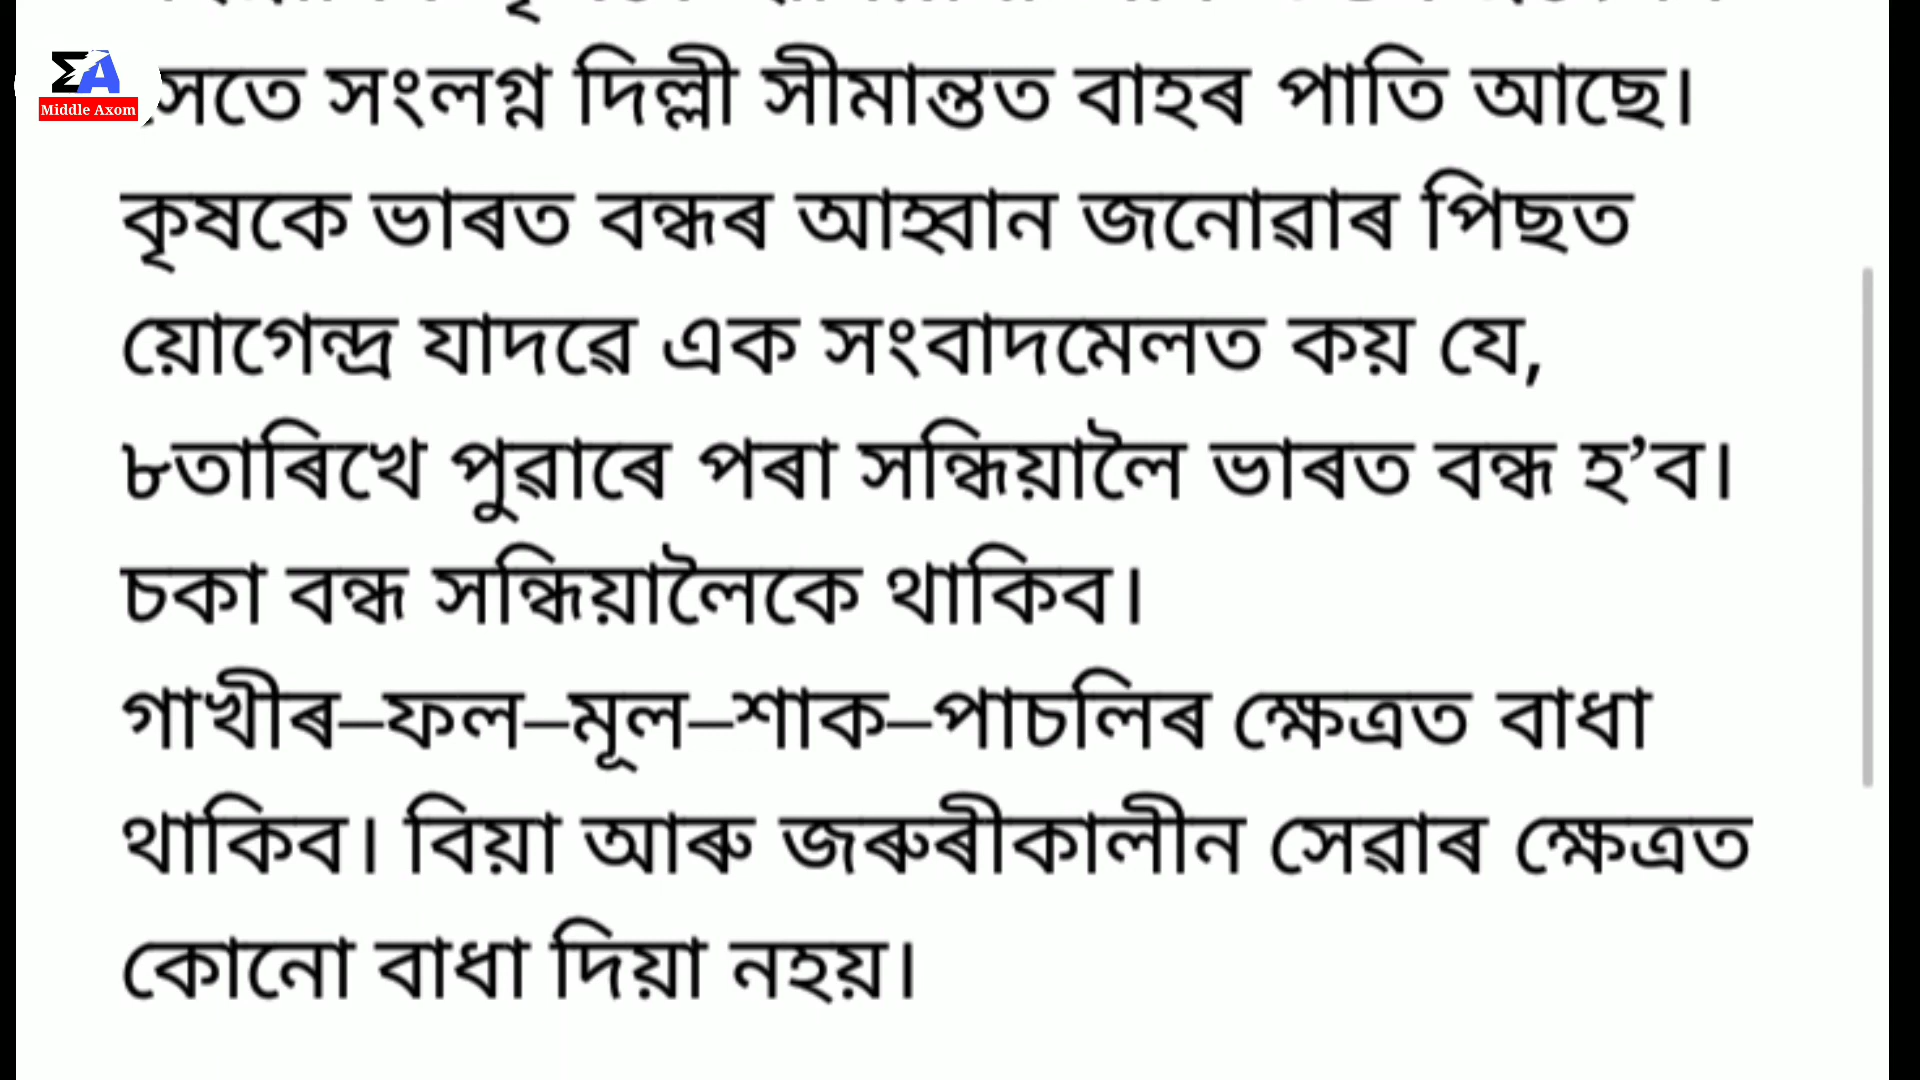 Middle Axom
সতে সংলগ্ন দিল্লী সীমান্তত বাহৰ পাতি আছে।
কৃষকে ভাৰত বন্ধৰ আহ্বান জনোৱাৰ পিছত
য়োগেন্দ্ৰ যাদৱে এক সংবাদমেলত কয় যে,
৮তাৰিখে পুৱাৰে পৰা সন্ধিয়ালৈ ভাৰত বন্ধ হ’ব।
চকা বন্ধ সন্ধিয়ালৈকে থাকিব।
গাখীৰ–ফল–মূল–শাক–পাচলিৰ ক্ষেত্ৰত বাধা
থাকিব। বিয়া আৰু জৰুৰীকালীন সেৱাৰ ক্ষেত্ৰত
কোনো বাধা দিয়া নহয়।